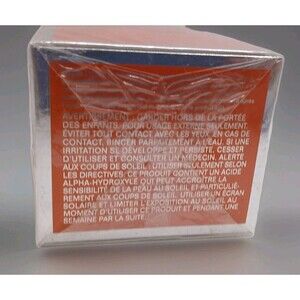 AVERTISSEMENT : GARDER HORS DE LA PORTÉE
DES ENFANTS. POUR USAGE EXTERNE SEULEMENT.
ÉVITER TOUT CONTACT AVEC LES YEUX. EN CAS DE
CONTACT, RINCER PARFAITEMENT À L'EAU. SI UNE
IRRITATION SE DÉVELOPPE ET PERSISTE, CESSER
D'UTILISER ET CONSULTER UN MÉDECIN. ALERTE
AUX COUPS DE SOLEIL : UTILISER SEULEMENT SELON
LES DIRECTIVES. CE PRODUIT CONTIENT UN ACIDE
ALPHA-HYDROXYLE QUI PEUT ACCROÎTRE LA
SENSIBILITÉ DE LA PEAU AU SOLEIL ET PARTICULIÈ-
REMENT AUX COUPS DE SOLEIL. UTILISER UN ÉCRAN
SOLAIRE ET LIMITER L'EXPOSITION AU SOLEIL AU
MOMENT D'UTILISER CE PRODUIT ET PENDANT UNE
SEMAINE PAR LA SUITE.